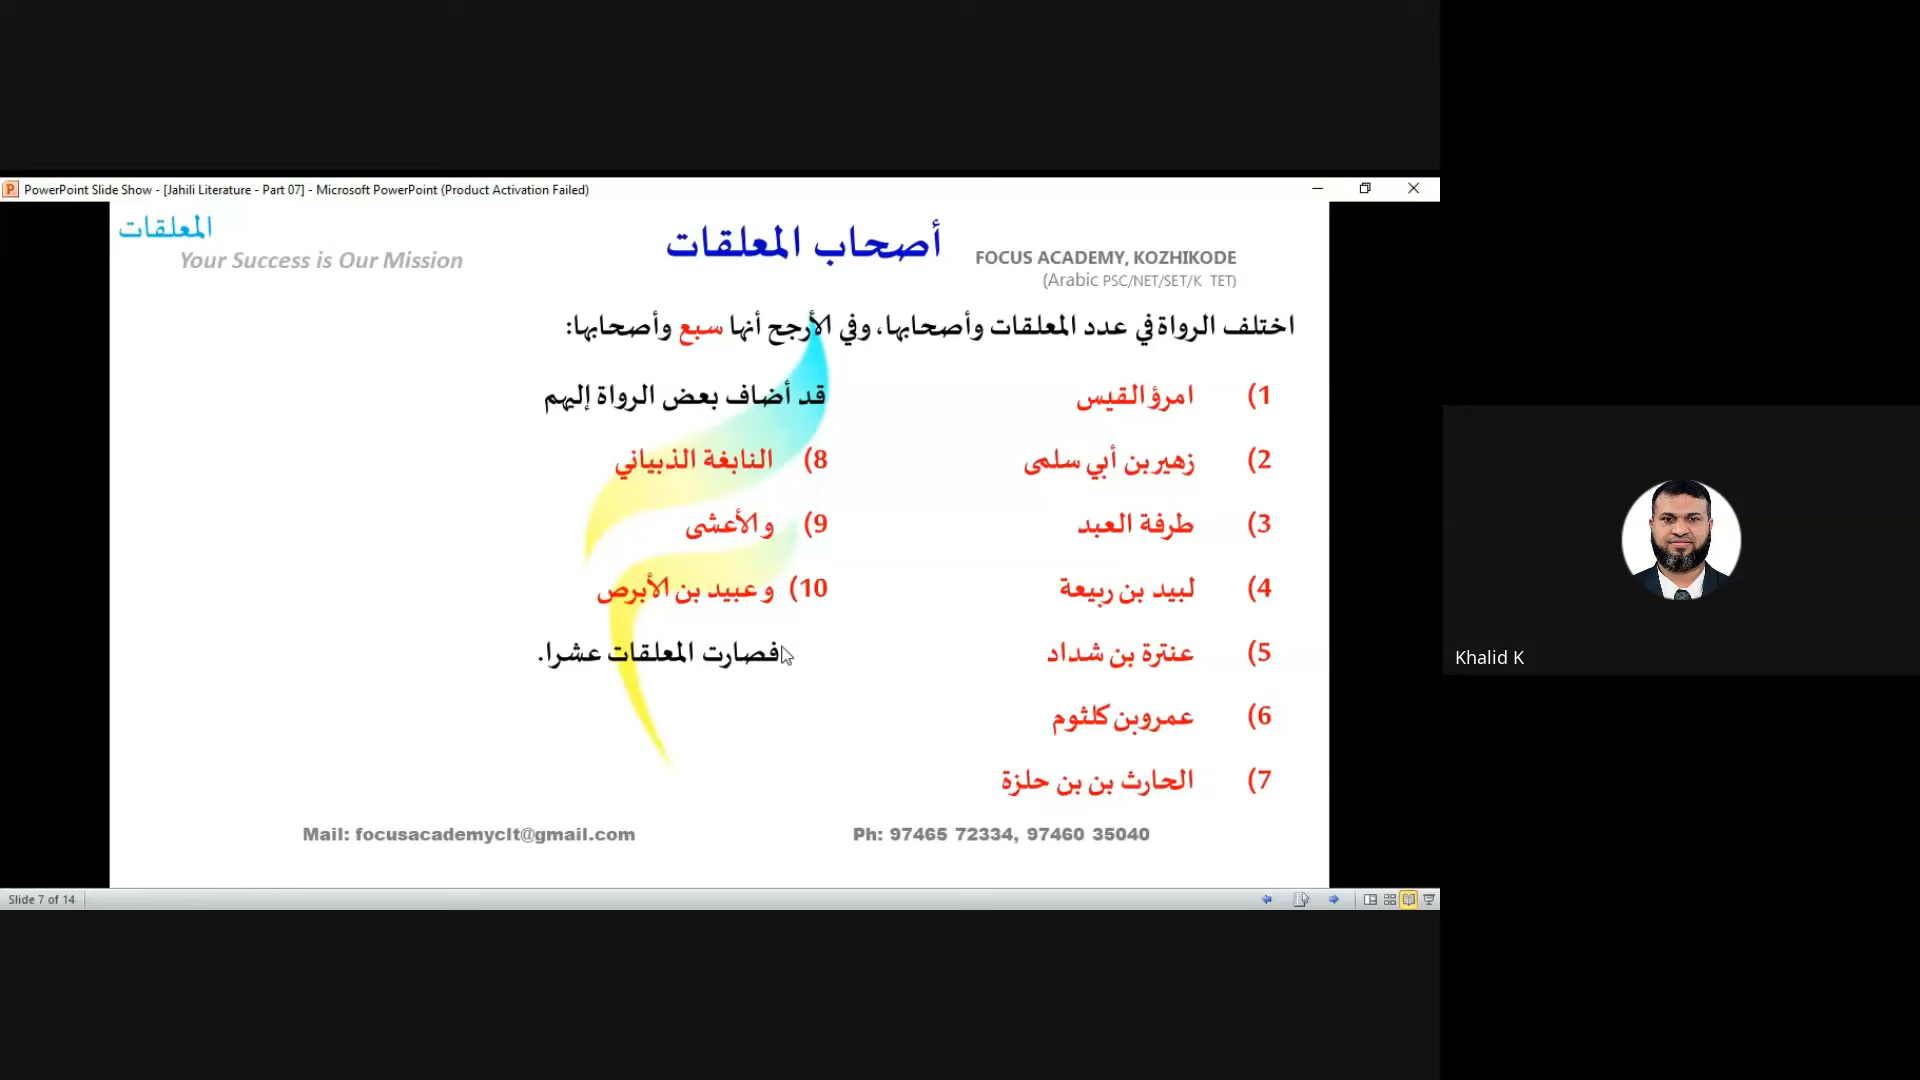 PowerPoint Slide Show - [Jahili Literature - Part 07] - Microsoft PowerPoint (Product Activation Failed)
المعلقات
Your Success is Our Mission
أصحاب المعلقات
FOCUS ACADEMY, KOZHIKODE
(Arabic PSC/NET/SET/K TET)
اختلف الرواة في عدد المعلقات وأصحابها، وفي الأرجح أنها سبع وأصحابها:
1) امرؤ القيس
2) زهير بن أبي سلمى
3) طرفة العبد
4) لبيد بن ربيعة
5) عنترة بن شداد
6) عمرو بن كلثوم
7) الحارث بن بن حلزة
قد أضاف بعض الرواة إليهم
8) النابغة الذبياني
9) والأعشى
10) وعبيد بن الأبرص
فصارت المعلقات عشرا.
Mail: focusacademyclt@gmail.com
Ph: 97465 72334, 97460 35040
Slide 7 of 14
Khalid K